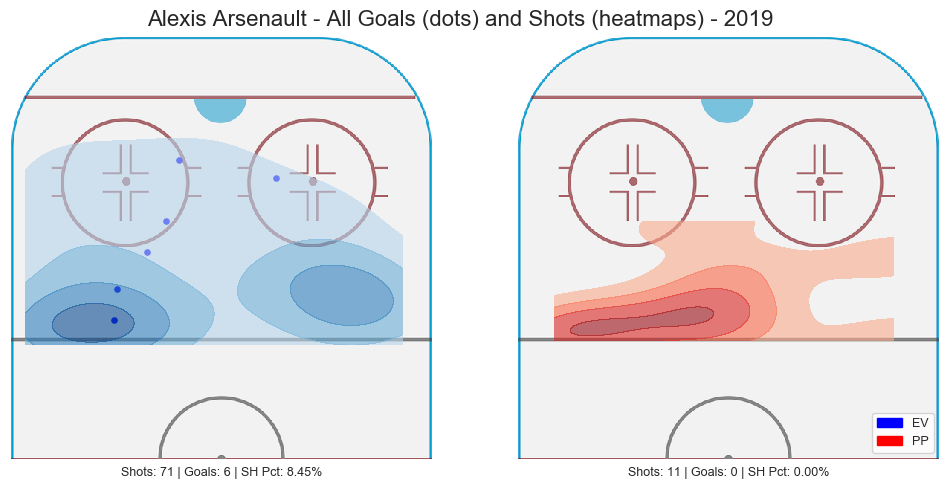 Alexis Arsenault - All Goals (dots) and Shots (heatmaps) - 2019
EV
PP
Shots: 71 | Goals: 6 | SH Pct: 8.45%
Shots: 11 | Goals: 0 | SH Pct: 0.00%